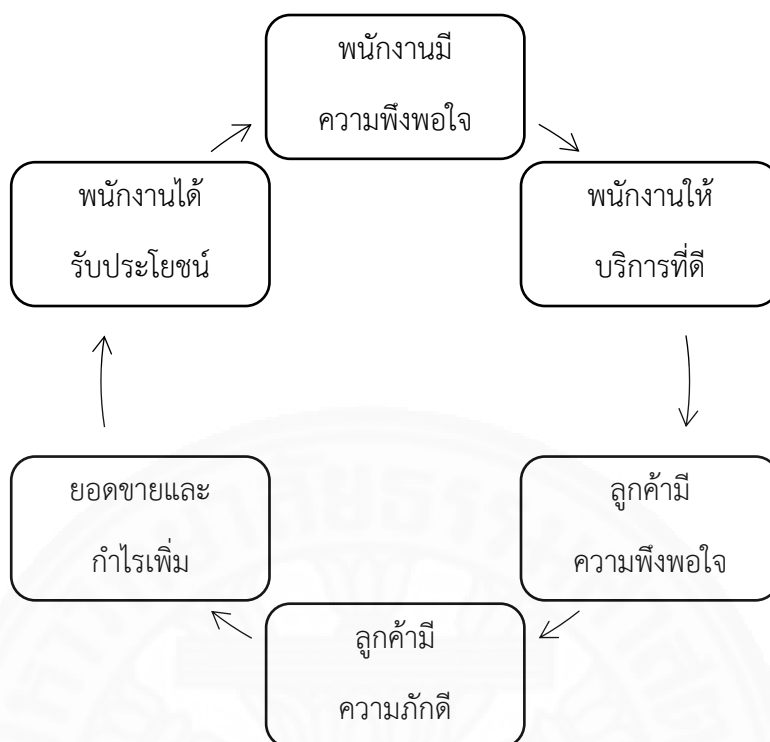 พนักงานมี
ความพึงพอใจ
พนักงานให้
บริการที่ดี
ลูกค้ามี
ความพึงพอใจ
ลูกค้ามี
ความภักดี
ยอดขายและ
กำไรเพิ่ม
พนักงานได้
รับประโยชน์